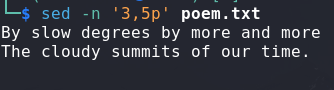 └─$ sed -n '3,5p' poem.txt
By slow degrees by more and more
The cloudy summits of our time.